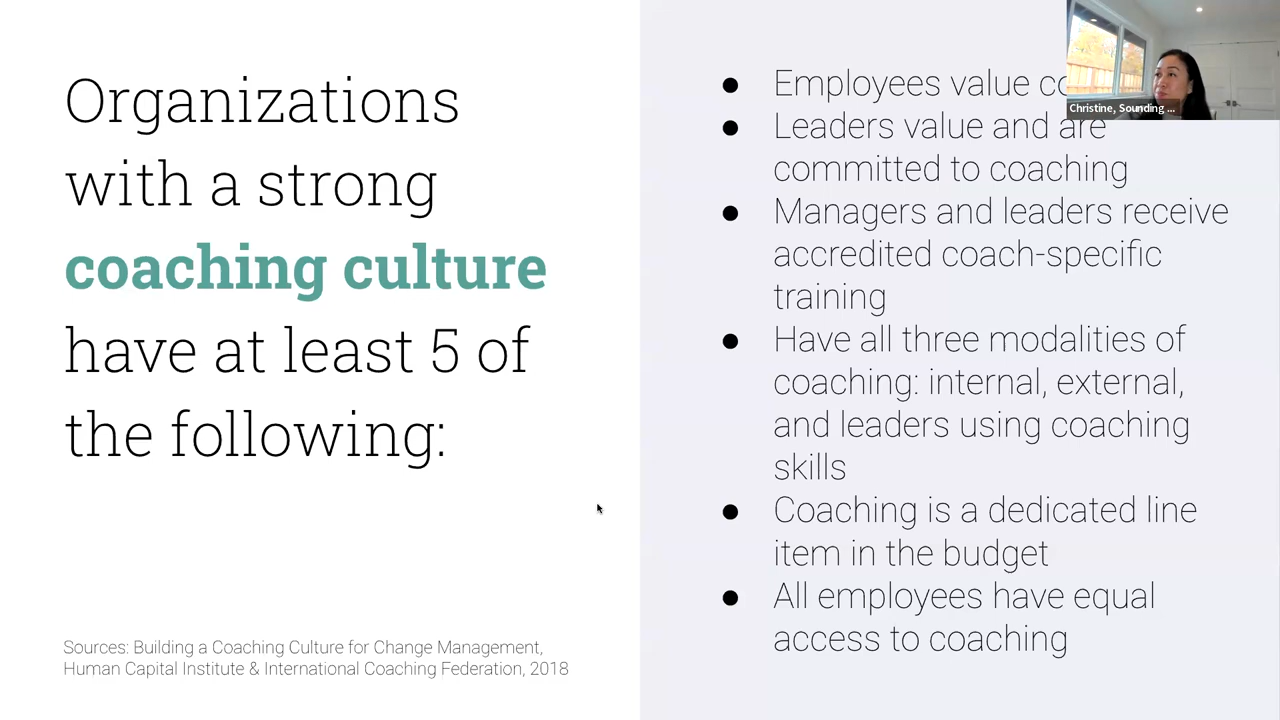 Organizations
with a strong
coaching culture
have at least 5 of
the following:
Sources: Building a Coaching Culture for Change Management,
Human Capital Institute & International Coaching Federation, 2018
● Employees value
● Leaders value and are
committed to coaching
● Managers and leaders receive
accredited coach-specific
training
● Have all three modalities of
coaching: internal, external,
and leaders using coaching
skills
● Coaching is a dedicated line
item in the budget
● All employees have equal
access to coaching
Christine, Sounding ...